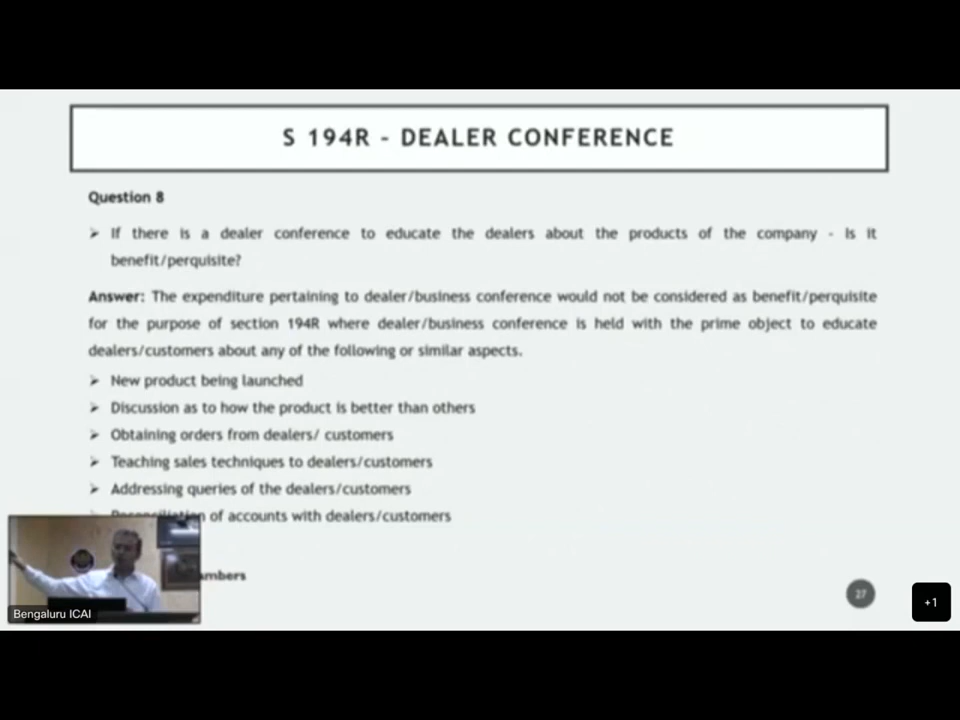 S 194R - DEALER CONFERENCE
Question 8
➢ If there is a dealer conference to educate the dealers about the products of the company - Is it
benefit/perquisite?
Answer: The expenditure pertaining to dealer/business conference would not be considered as benefit/perquisite
for the purpose of section 194R where dealer/business conference is held with the prime object to educate
dealers/customers about any of the following or similar aspects.
➢ New product being launched
➢ Discussion as to how the product is better than others
➢ Obtaining orders from dealers/ customers
➢ Teaching sales techniques to dealers/customers
➢ Addressing queries of the dealers/customers
of accounts with dealers/customers
27
Bengaluru ICAI
+1